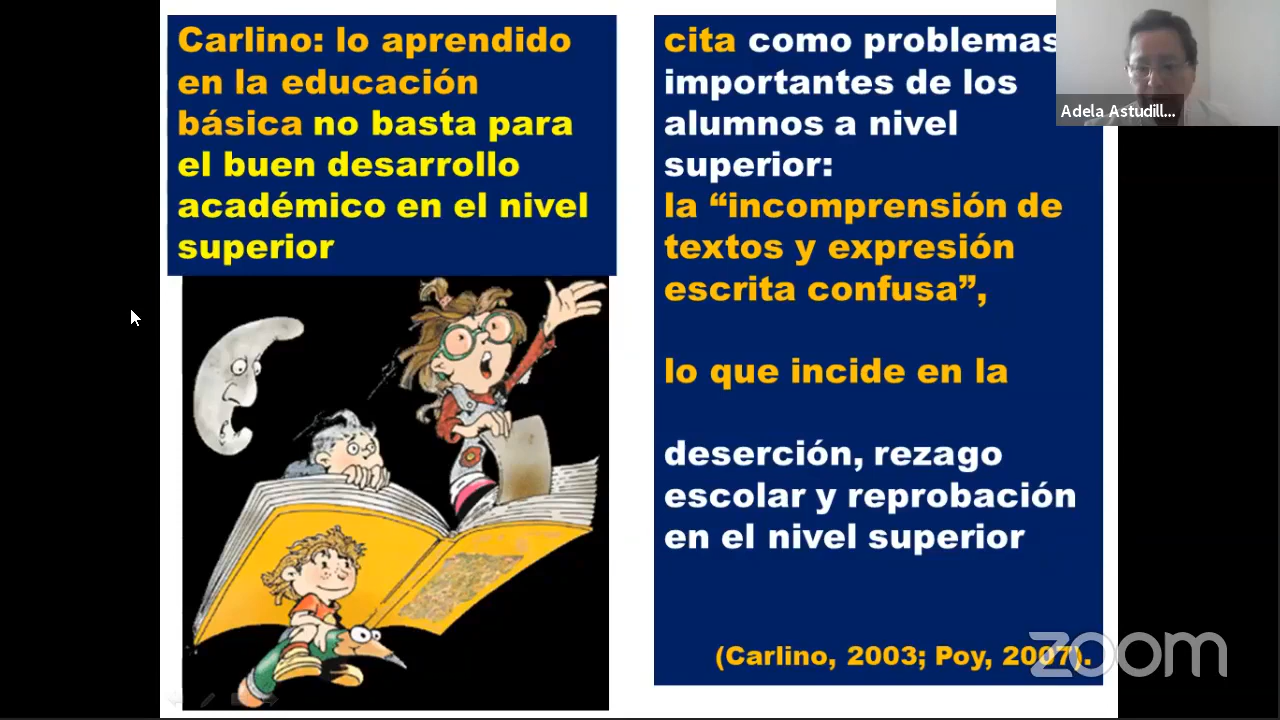 Carlino: lo aprendido
en la educación
básica no basta para
el buen desarrollo
académico en el nivel
superior
cita como problemas
importantes de los
alumnos a nivel
superior:
la “incomprensión de
textos y expresión
escrita confusa”,
lo que incide en la
deserción, rezago
escolar y reprobación
en el nivel superior
(Carlino, 2003; Poy, 2007).
Adela Astudill...
zoom